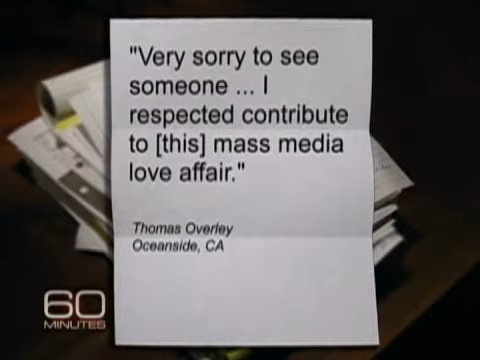 "Very sorry to see
someone ... I
respected contribute
to [this] mass media
love affair."
Thomas Overley
Oceanside, CA
60
MINUTES